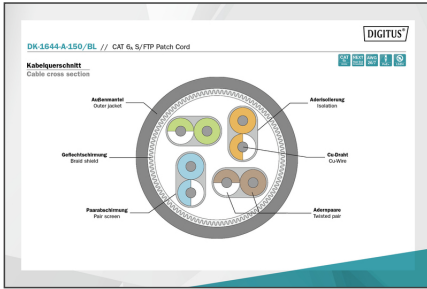 DIGITUS®
DK-1644-A-150/BL // CAT 6A S/FTP Patch Cord
Kabelquerschnitt
Cable cross section
Außenmantel
Outer jacket
Aderisolierung
Isolation
Geflechtschirmung
Braid shield
Cu-Draht
Cu-Wire
Paarabschirmung
Pair screen
Aderspaare
Twisted pair